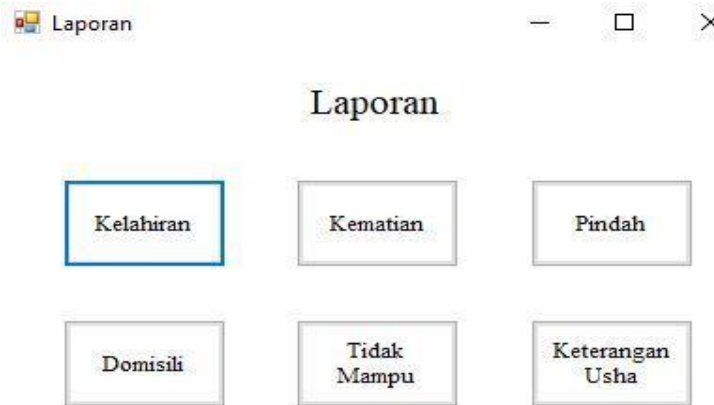 Laporan
Laporan
Kelahiran
Kematian
Pindah
Domisili
Tidak
Mampu
Keterangan
Usha